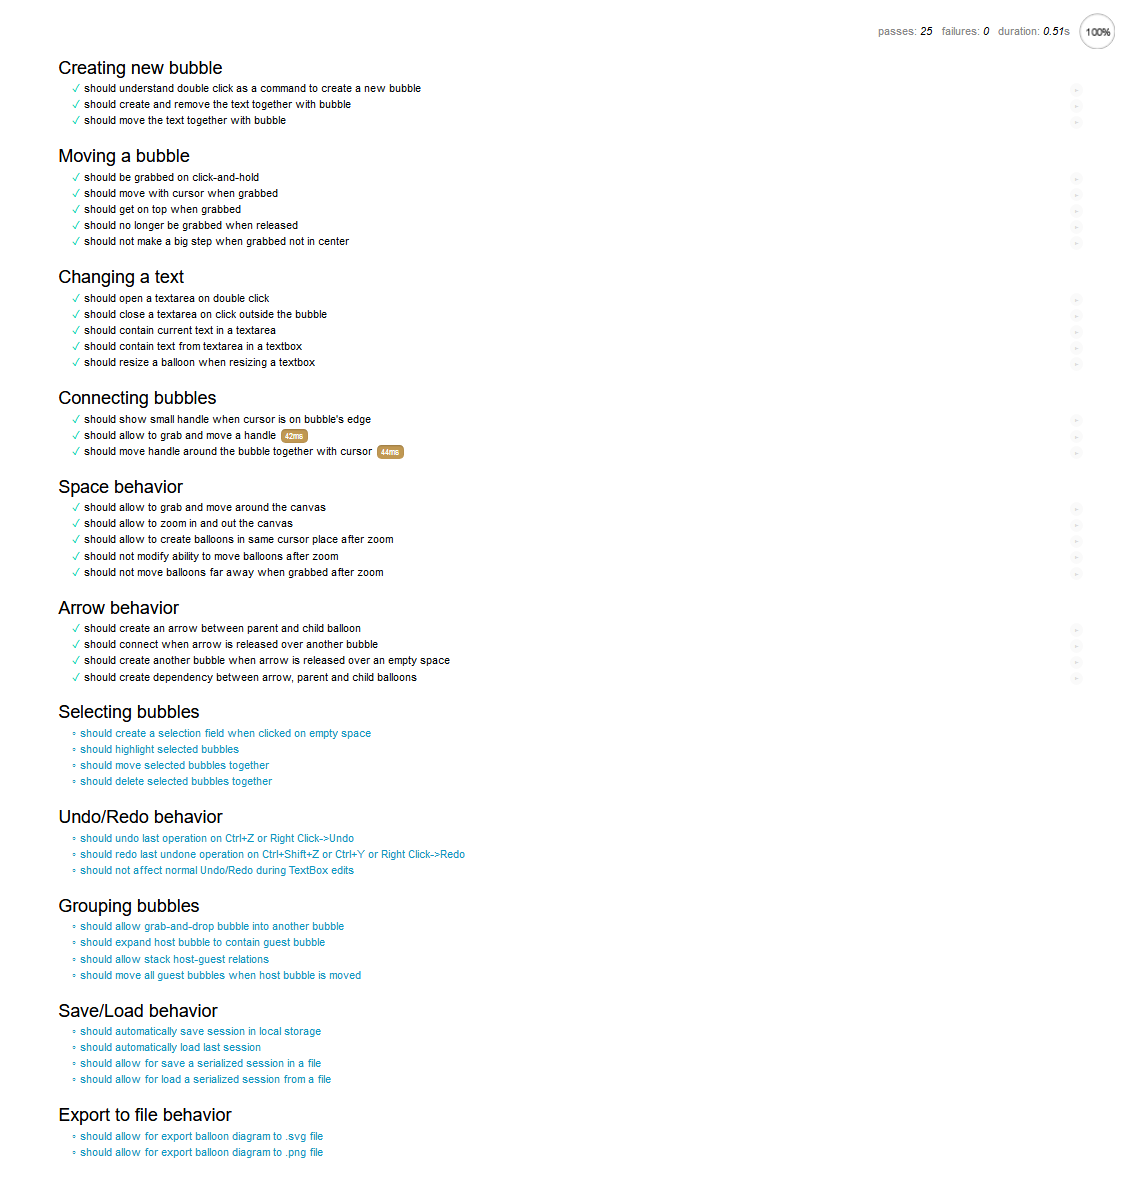 passes: 25 failures: 0 duration: 0.51s 100%
Creating new bubble
✓ should understand double click as a command to create a new bubble
✓ should create and remove the text together with bubble
✓ should move the text together with bubble
Moving a bubble
✓ should be grabbed on click-and-hold
✓ should move with cursor when grabbed
✓ should get on top when grabbed
✓ should no longer be grabbed when released
✓ should not make a big step when grabbed not in center
Changing a text
✓ should open a textarea on double click
✓ should close a textarea on click outside the bubble
✓ should contain current text in a textarea
✓ should contain text from textarea in a textbox
✓ should resize a balloon when resizing a textbox
Connecting bubbles
✓ should show small handle when cursor is on bubble's edge
✓ should allow to grab and move a handle 42ms
✓ should move handle around the bubble together with cursor 44ms
Space behavior
✓ should allow to grab and move around the canvas
✓ should allow to zoom in and out the canvas
✓ should allow to create balloons in same cursor place after zoom
✓ should not modify ability to move balloons after zoom
✓ should not move balloons far away when grabbed after zoom
Arrow behavior
✓ should create an arrow between parent and child balloon
✓ should connect when arrow is released over another bubble
✓ should create another bubble when arrow is released over an empty space
✓ should create dependency between arrow, parent and child balloons
Selecting bubbles
◦ should create a selection field when clicked on empty space
◦ should highlight selected bubbles
◦ should move selected bubbles together
◦ should delete selected bubbles together
Undo/Redo behavior
◦ should undo last operation on Ctrl+Z or Right Click->Undo
◦ should redo last undone operation on Ctrl+Shift+Z or Ctrl+Y or Right Click->Redo
◦ should not affect normal Undo/Redo during TextBox edits
Grouping bubbles
◦ should allow grab-and-drop bubble into another bubble
◦ should expand host bubble to contain guest bubble
◦ should allow stack host-guest relations
◦ should move all guest bubbles when host bubble is moved
Save/Load behavior
◦ should automatically save session in local storage
◦ should automatically load last session
◦ should allow for save a serialized session in a file
◦ should allow for load a serialized session from a file
Export to file behavior
◦ should allow for export balloon diagram to .svg file
◦ should allow for export balloon diagram to .png file